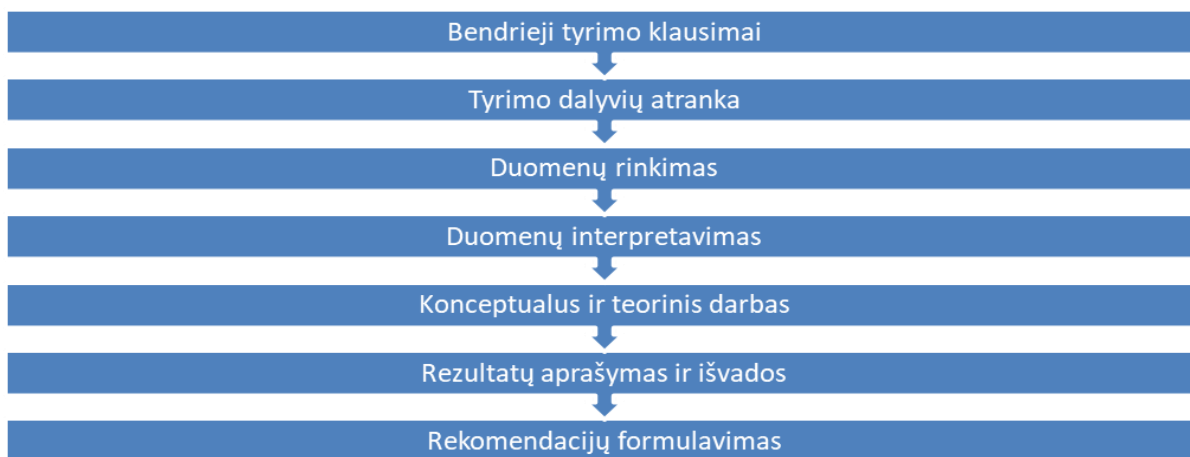 Bendrieji tyrimo klausimai
Tyrimo dalyvių atranka
Duomenų rinkimas
Duomenų interpretavimas
Konceptualus ir teorinis darbas
Rezultatų aprašymas ir išvados
Rekomendacijų formulavimas